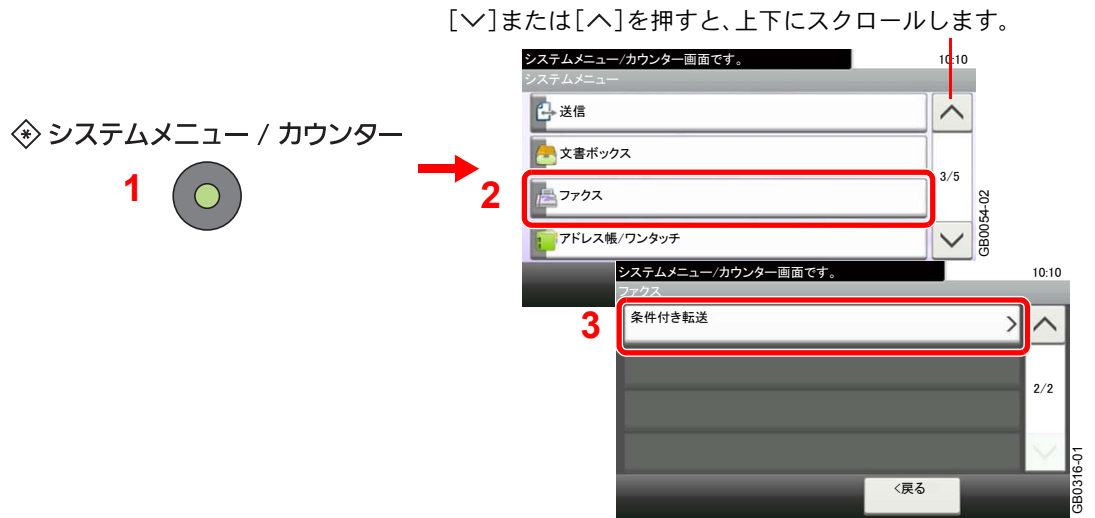 [∨]または[∧]を押すと、上下にスクロールします。
システムメニュー / カウンター
1
2
システムメニュー/カウンター画面です。
10:10
システムメニュー
送信
文書ボックス
ファクス
アドレス帳/ワンタッチ
3/5
GB0054-02
3
システムメニュー/カウンター画面です。
10:10
ファクス
条件付き転送
2/2
<戻る
GB0316-01